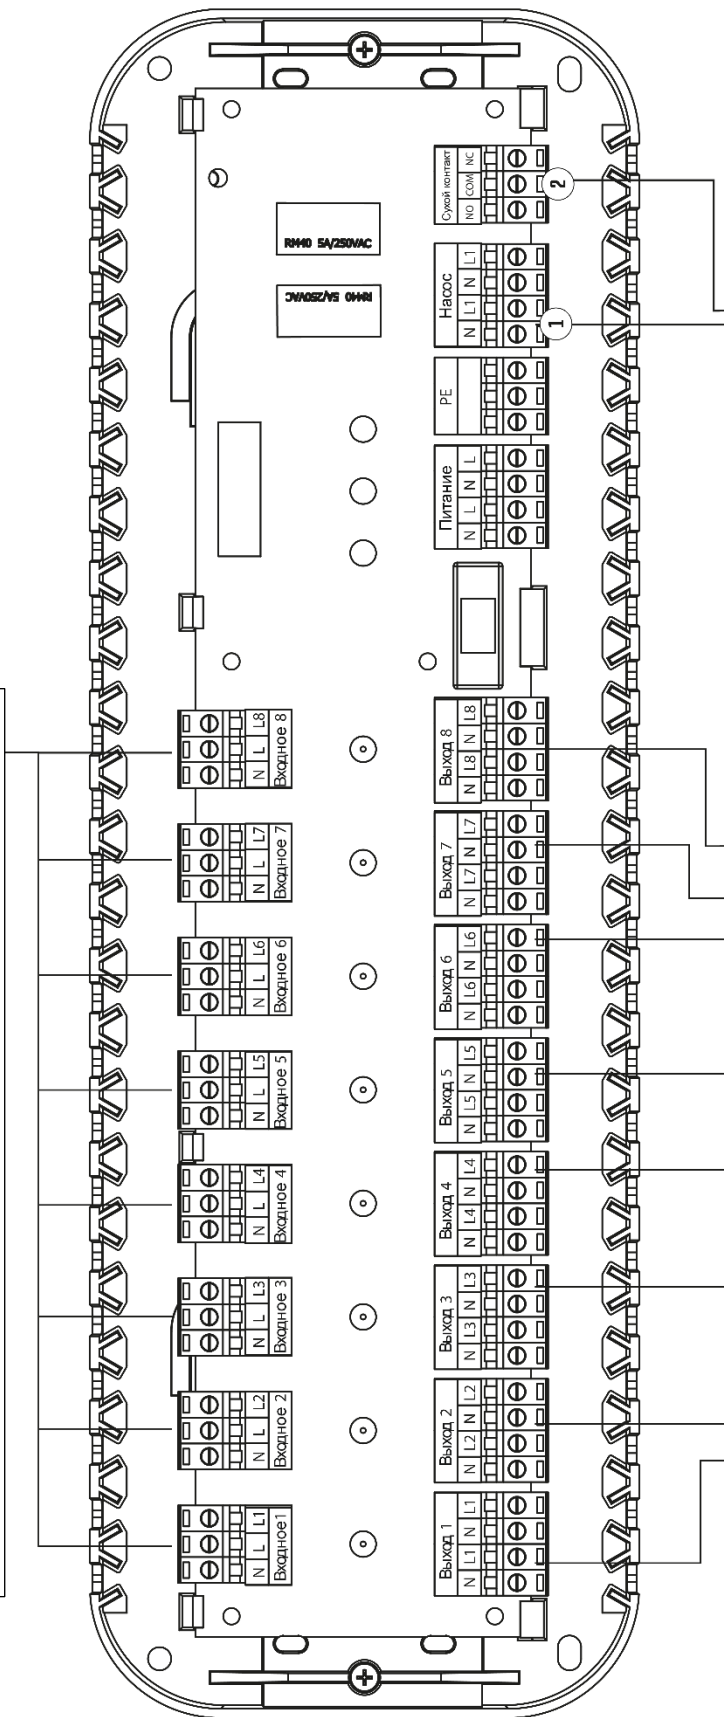 N L L1
Входное1
N L L2
Входное 2
N L L3
Входное 3
N L L4
Входное 4
N L L5
Входное 5
N L L6
Входное 6
N L L7
Входное 7
N L L8
Входное 8
RM40 5A/250VAC
RM40 5A/250VAC
Выход 1
N L1 N L1
Выход 2
N L2 N L2
Выход 3
N L3 N L3
Выход 4
N L4 N L4
Выход 5
N L5 N L5
Выход 6
N L6 N L6
Выход 7
N L7 N L7
Выход 8
N L8 N L8
Питание
N L N L
PE
Насос
N L1 N L1
Сухой контакт
NO COM NC
1
2